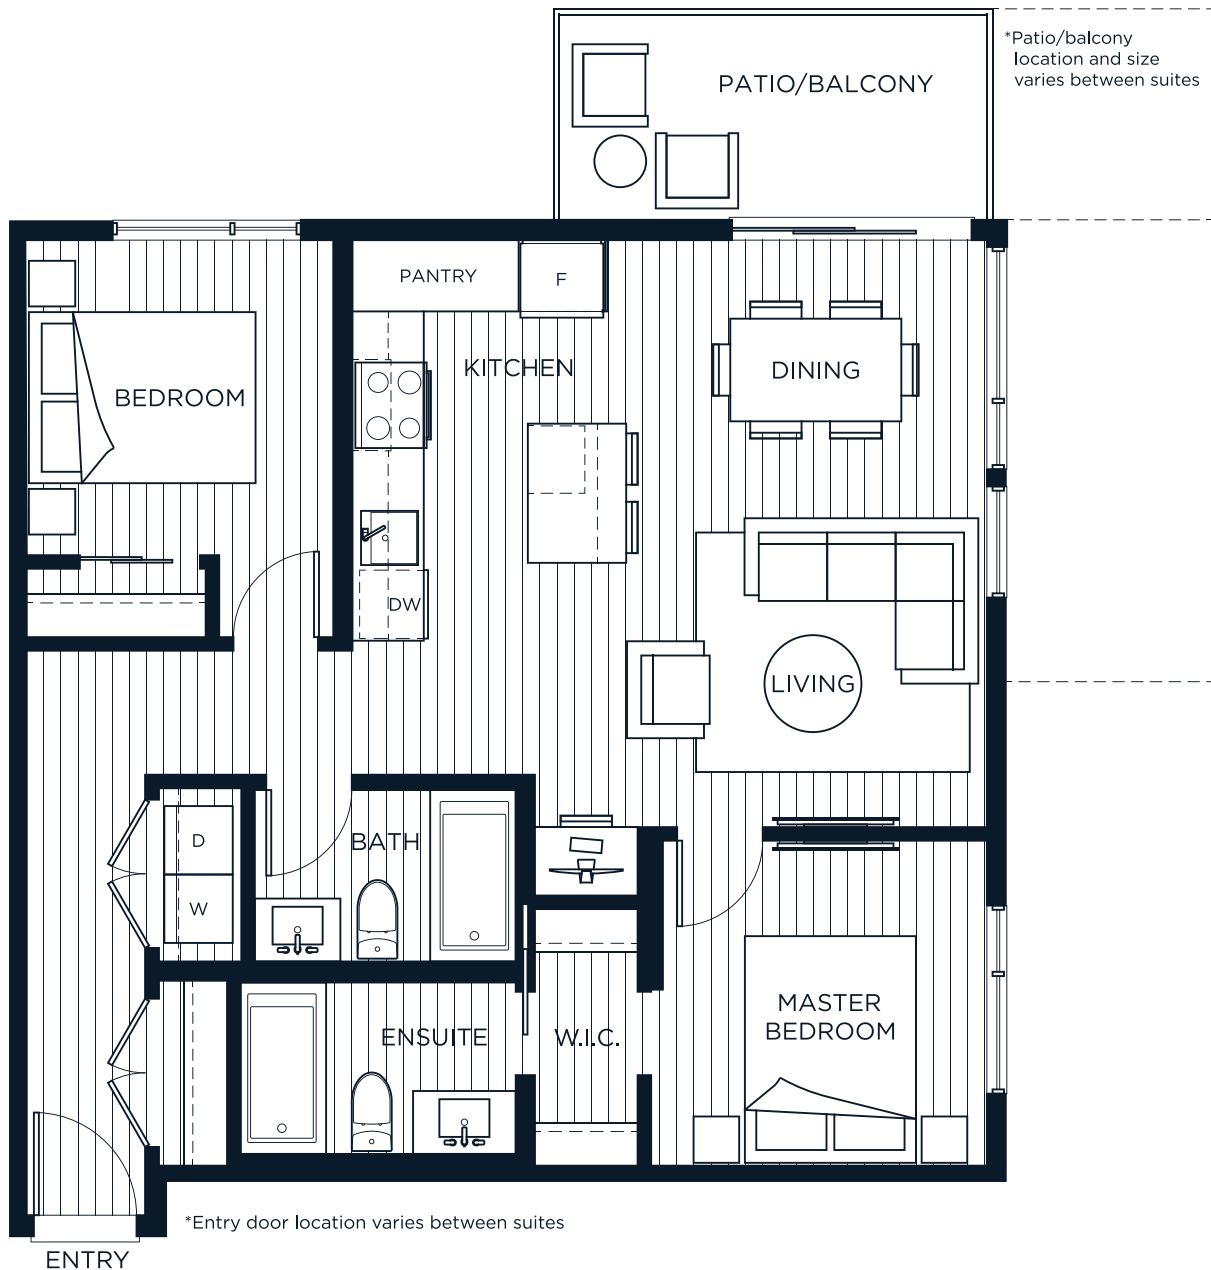 *Patio/balcony
location and size
varies between suites
PATIO/BALCONY
PANTRY
F
KITCHEN
DINING
BEDROOM
DW
LIVING
D
BATH
W
MASTER
BEDROOM
ENSUITE
W.I.C.
*Entry door location varies between suites
ENTRY